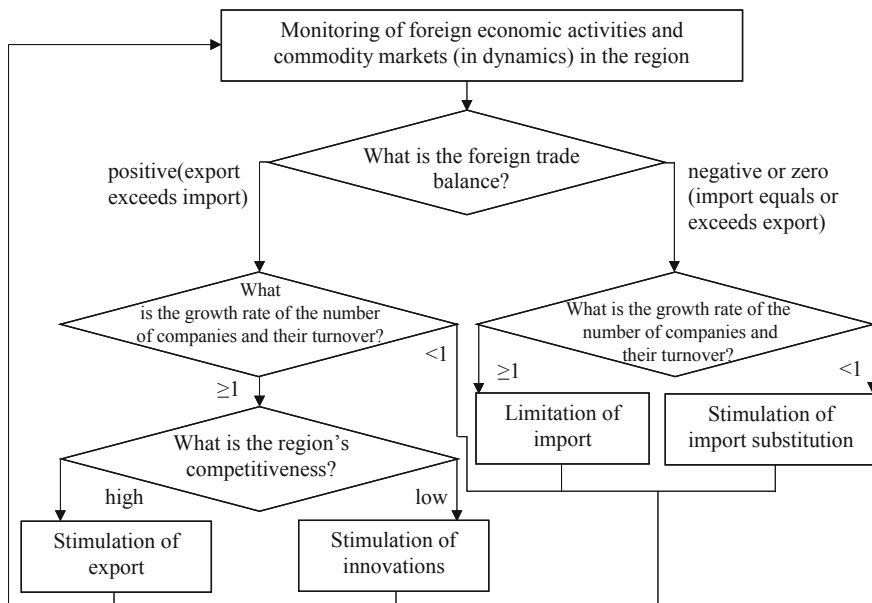 Monitoring of foreign economic activities and
commodity markets (in dynamics) in the region
What is the foreign trade
balance?
positive(export
exceeds import)
negative or zero
(import equals or
exceeds export)
What
is the growth rate of the number
of companies and their turnover?
What is the growth rate of the
number of companies and
their turnover?
<1
≥1
≥1
<1
Limitation of
import
Stimulation of
import substitution
What is the region’s
competitiveness?
high
low
Stimulation of
export
Stimulation of
innovations